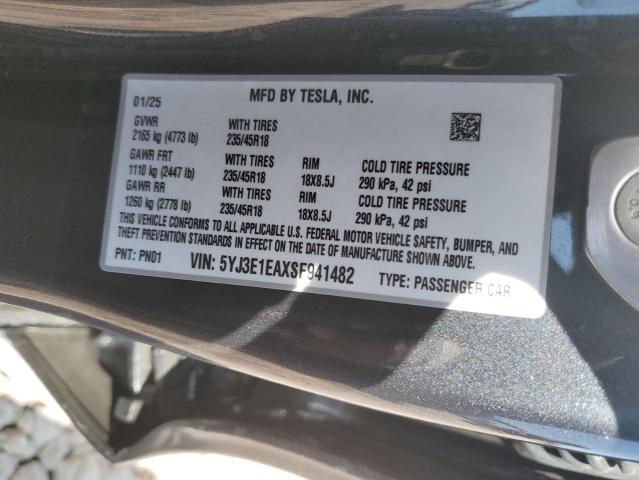 MFD BY TESLA, INC.
01/25
GVWR WITH TIRES
2165 kg (4773 lb) 235/45R18
GAWR FRT WITH TIRES RIM COLD TIRE PRESSURE
1110 kg (2447 lb) 235/45R18 18X8.5J 290 kPa, 42 psi
GAWR RR WITH TIRES RIM COLD TIRE PRESSURE
1260 kg (2778 lb) 235/45R18 18X8.5J 290 kPa, 42 psi
THIS VEHICLE CONFORMS TO ALL APPLICABLE U.S. FEDERAL MOTOR VEHICLE SAFETY, BUMPER, AND
THEFT PREVENTION STANDARDS IN EFFECT ON THE DATE OF MANUFACTURE SHOWN ABOVE.
PNT: PN01 VIN: 5YJ3E1EAXSF941482 TYPE: PASSENGER CAR